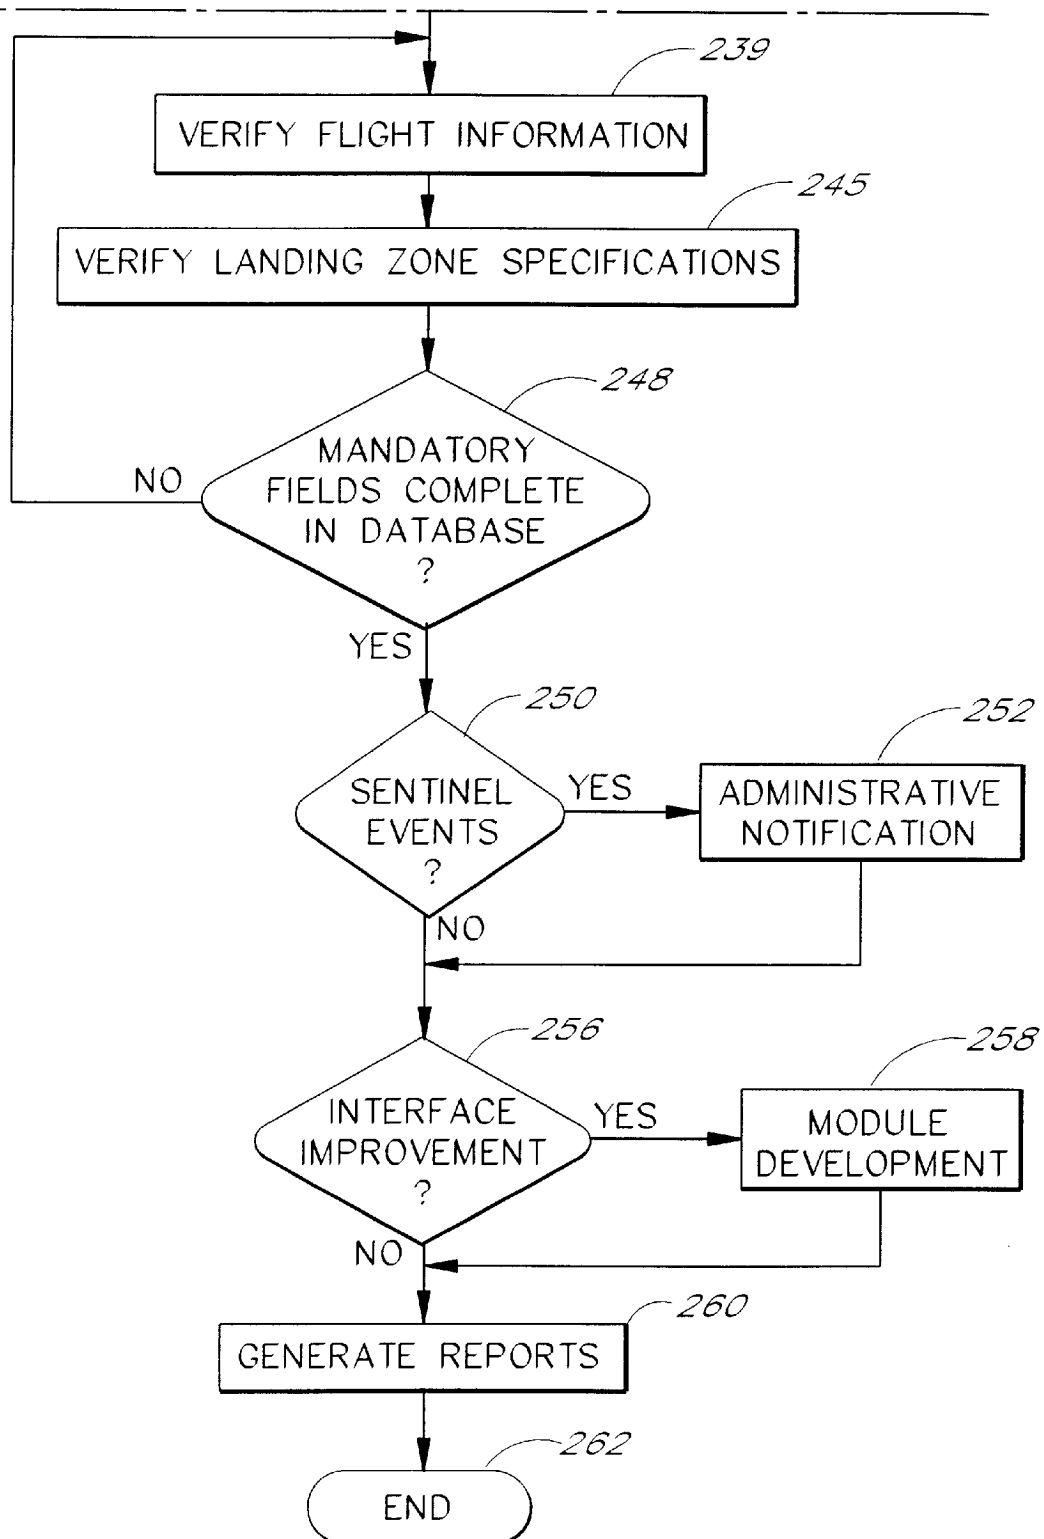 239
VERIFY FLIGHT INFORMATION
245
VERIFY LANDING ZONE SPECIFICATIONS
248
MANDATORY
FIELDS COMPLETE
IN DATABASE
?
NO
YES
250
SENTINEL
EVENTS
?
YES
252
ADMINISTRATIVE
NOTIFICATION
NO
256
INTERFACE
IMPROVEMENT
?
YES
258
MODULE
DEVELOPMENT
NO
260
GENERATE REPORTS
262
END